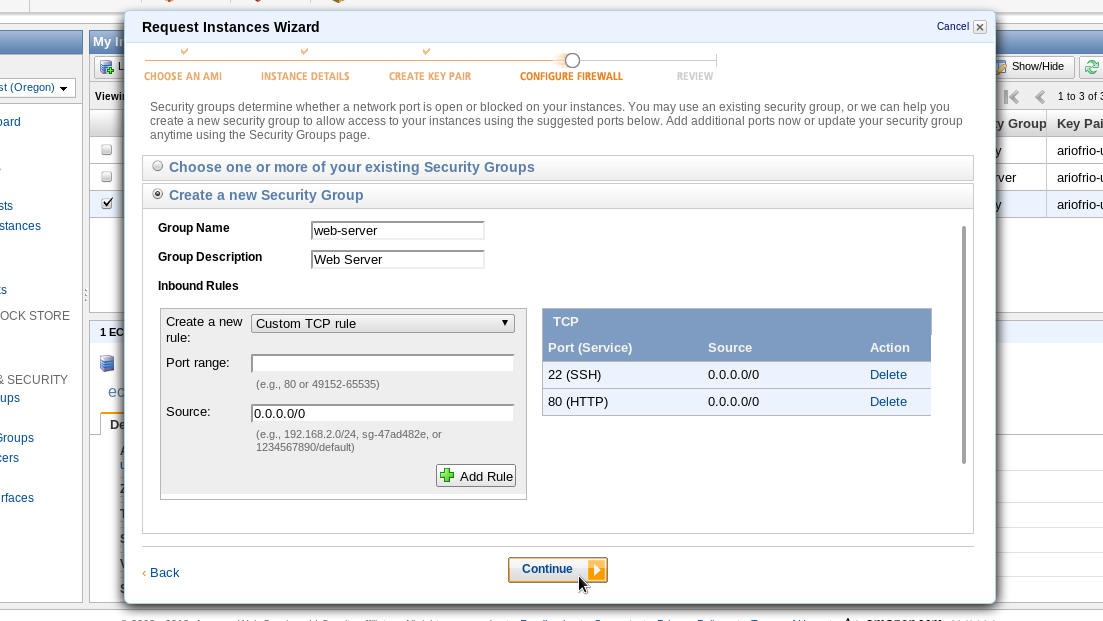 Request Instances Wizard
Cancel
My In
CHOOSE AN AMI
INSTANCE DETAILS
CREATE KEY PAIR
CONFIGURE FIREWALL
REVIEW
Show/Hide
st (Oregon)
Viewi
1 to 3 of 3
Security groups determine whether a network port is open or blocked on your instances. You may use an existing security group, or we can help you
create a new security group to allow access to your instances using the suggested ports below. Add additional ports now or update your security group
anytime using the Security Groups page.
y Group
Key Pai
oard
y
ariofrio-u
Choose one or more of your existing Security Groups
rver
ariofrio-u
Create a new Security Group
sts
y
ariofrio-u
stances
Group Name
web-server
Group Description
Web Server
Inbound Rules
ts
OCK STORE
Create a new
rule:
Custom TCP rule
TCP
1 EC
Port (Service)
Source
Action
Port range:
22 (SSH)
0.0.0.0/0
Delete
& SECURITY
(e.g., 80 or 49152-65535)
ups
ec
80 (HTTP)
0.0.0.0/0
Delete
Source:
0.0.0.0/0
De
(e.g., 192.168.2.0/24, sg-47ad482e, or
1234567890/default)
Groups
cers
Add Rule
erfaces
‹ Back
Continue